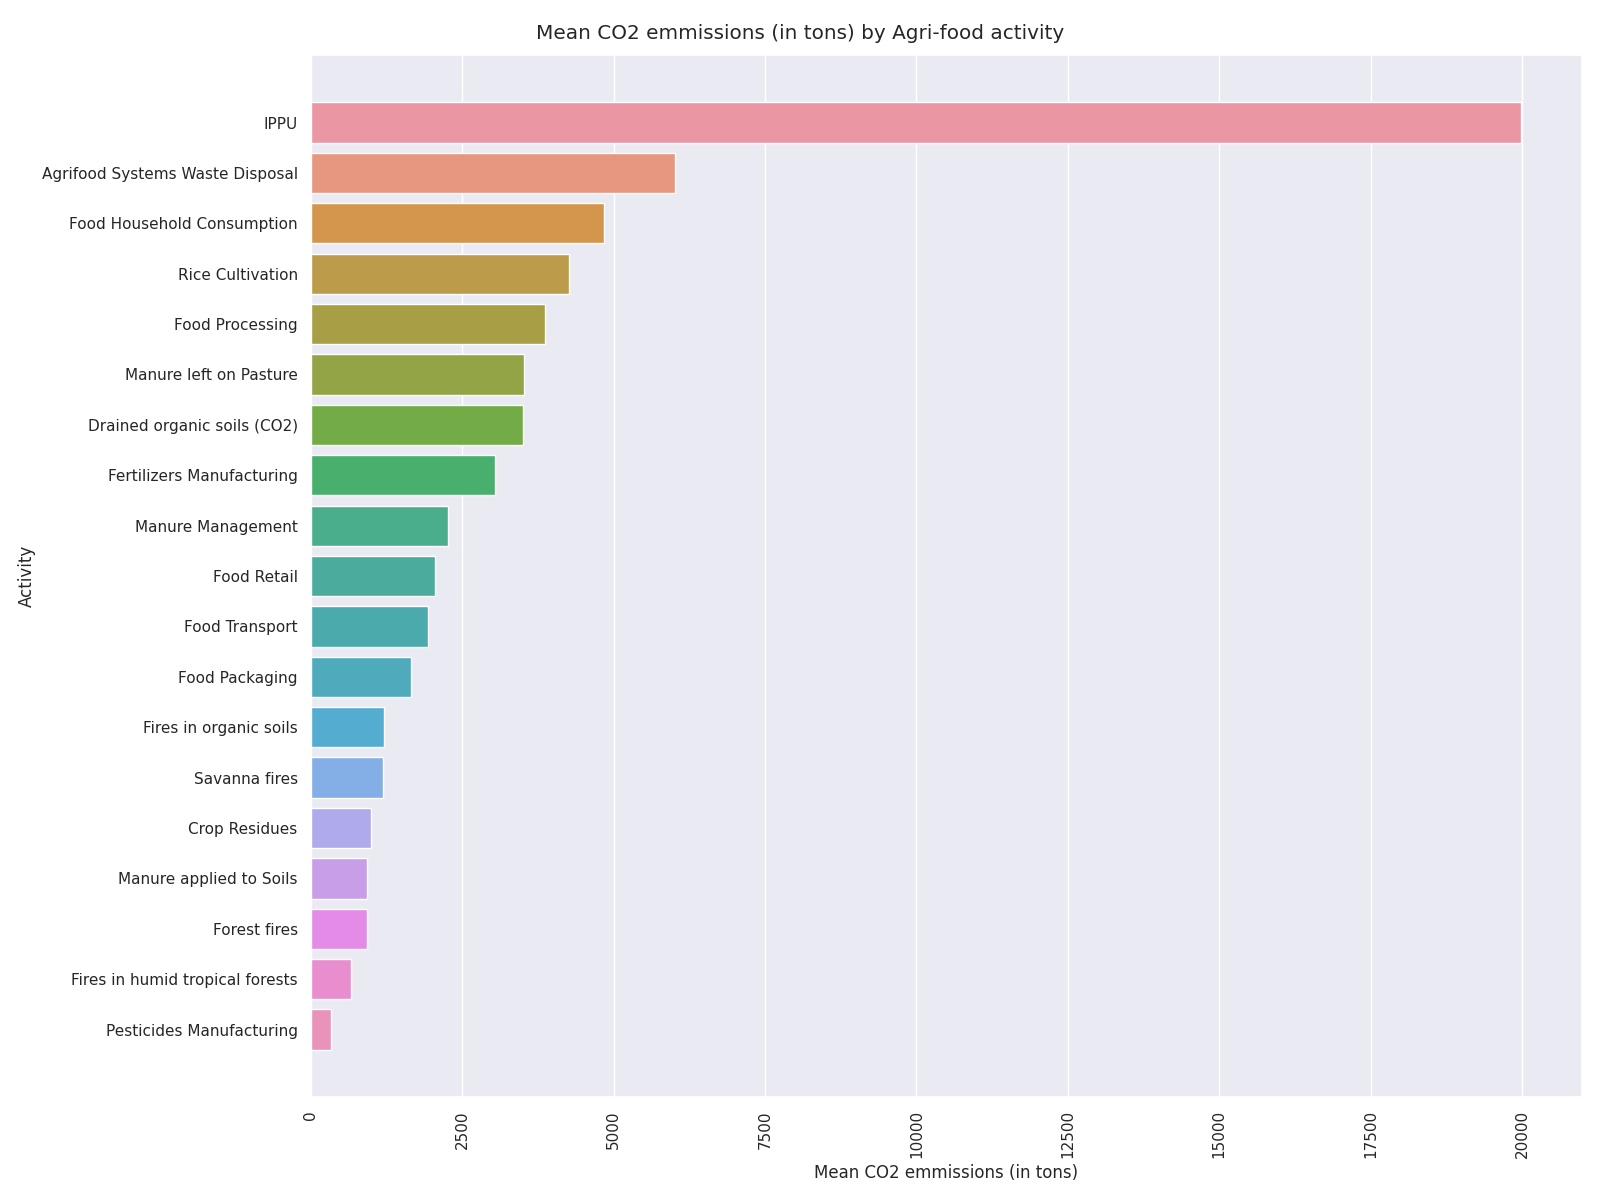 Mean CO2 emmissions (in tons) by Agri-food activity
IPPU
Agrifood Systems Waste Disposal
Food Household Consumption
Rice Cultivation
Food Processing
Manure left on Pasture
Drained organic soils (CO2)
Fertilizers Manufacturing
Manure Management
Food Retail
Food Transport
Food Packaging
Fires in organic soils
Savanna fires
Crop Residues
Manure applied to Soils
Forest fires
Fires in humid tropical forests
Pesticides Manufacturing
Activity
0
2500
5000
7500
10000
12500
15000
17500
20000
Mean CO2 emmissions (in tons)